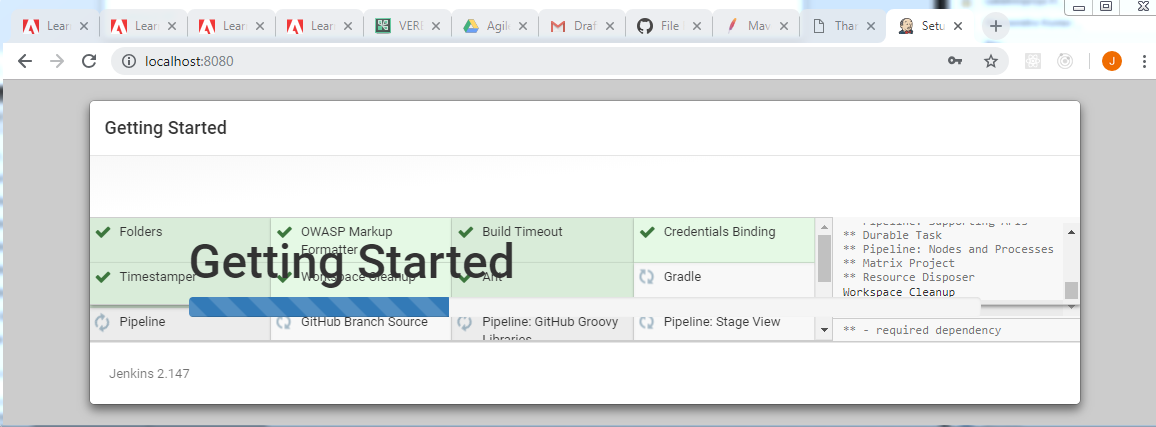 Lear
Lear
Lear
Lear
VERI
Agile
Draf
File
Mav
Thar
Setu
localhost:8080
J
Getting Started
Folders
OWASP Markup
Formatter
Build Timeout
Credentials Binding
** Durable Task
** Pipeline: Nodes and Processes
** Matrix Project
** Resource Disposer
Workspace Cleanup
Getting Started
Timestamper
Workspace Cleanup
Ant
Gradle
Pipeline
GitHub Branch Source
Pipeline: GitHub Groovy
Libraries
Pipeline: Stage View
** - required dependency
Jenkins 2.147